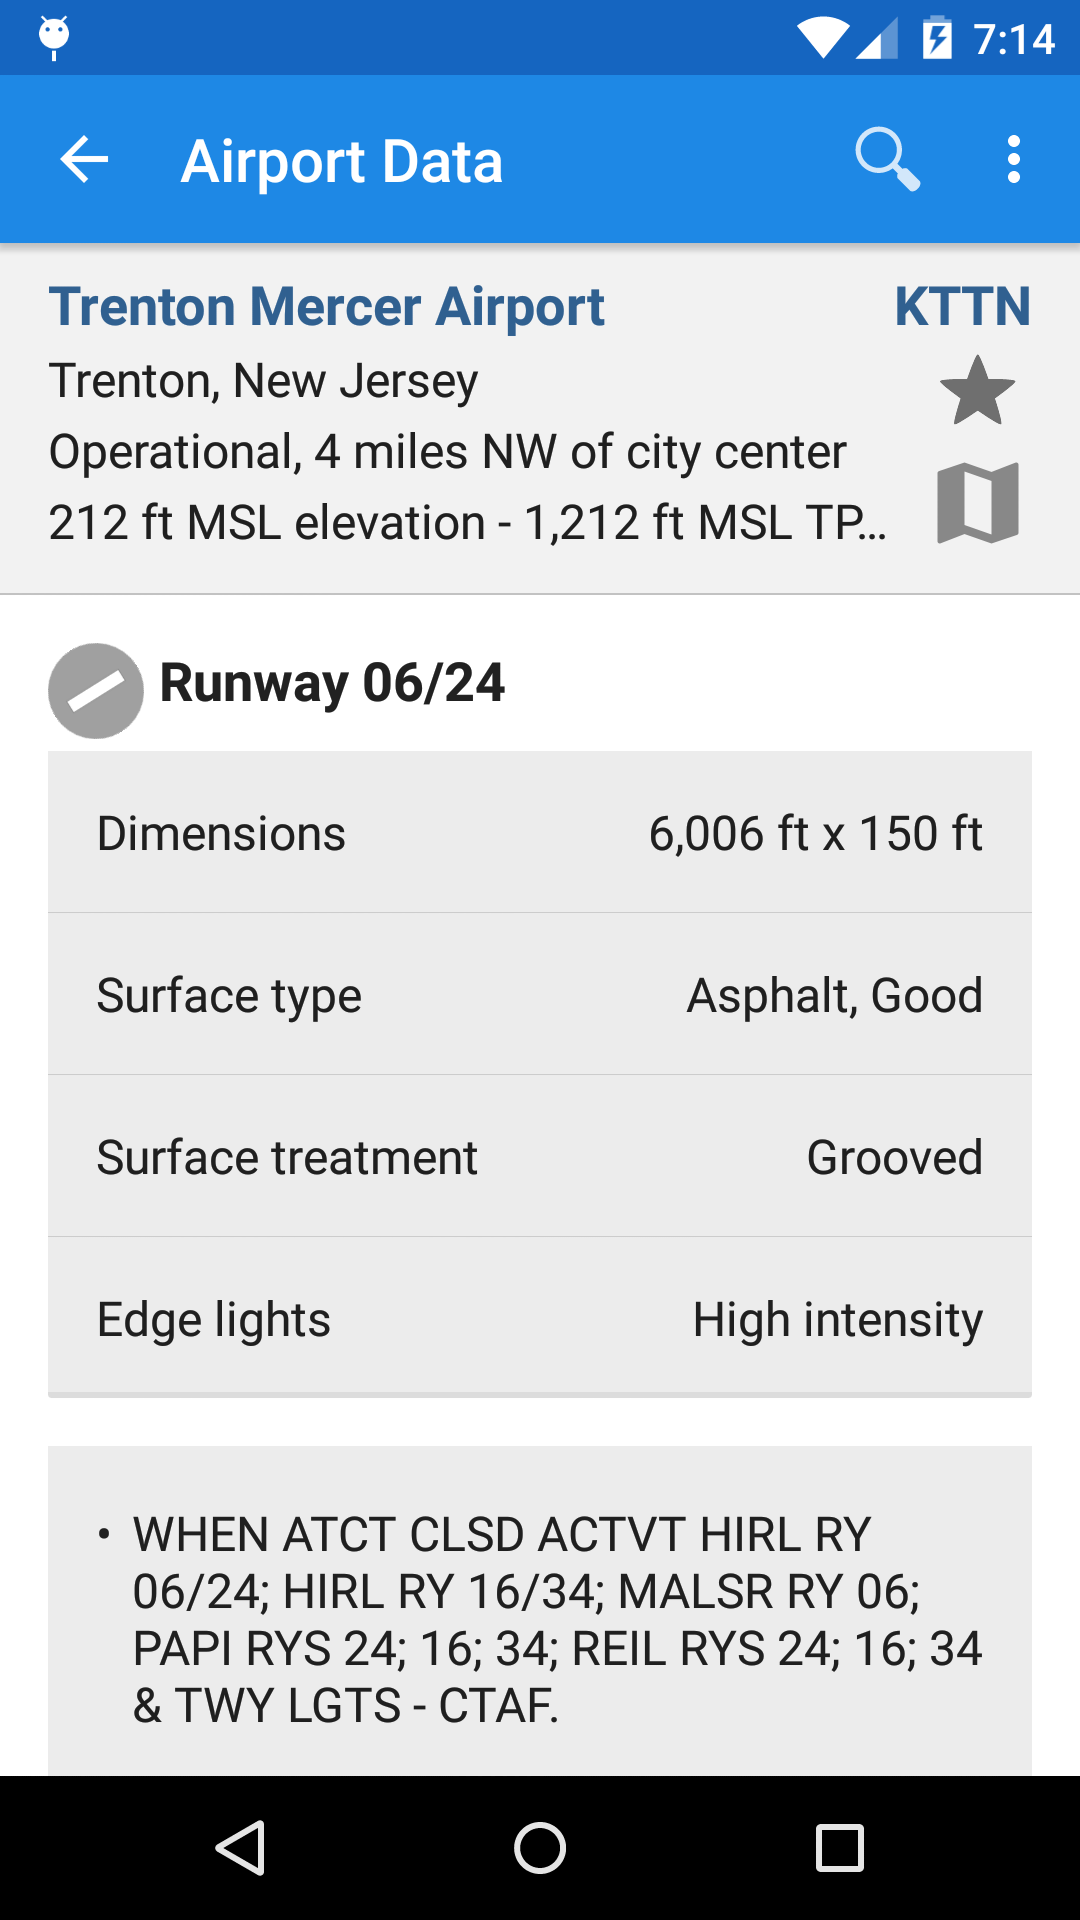 7:14
Airport Data
Trenton Mercer Airport KTTN
Trenton, New Jersey
Operational, 4 miles NW of city center
212 ft MSL elevation - 1,212 ft MSL TP...
Runway 06/24
Dimensions 6,006 ft x 150 ft
Surface type Asphalt, Good
Surface treatment Grooved
Edge lights High intensity
• WHEN ATCT CLSD ACTVT HIRL RY
06/24; HIRL RY 16/34; MALSR RY 06;
PAPI RYS 24; 16; 34; REIL RYS 24; 16; 34
& TWY LGTS - CTAF.